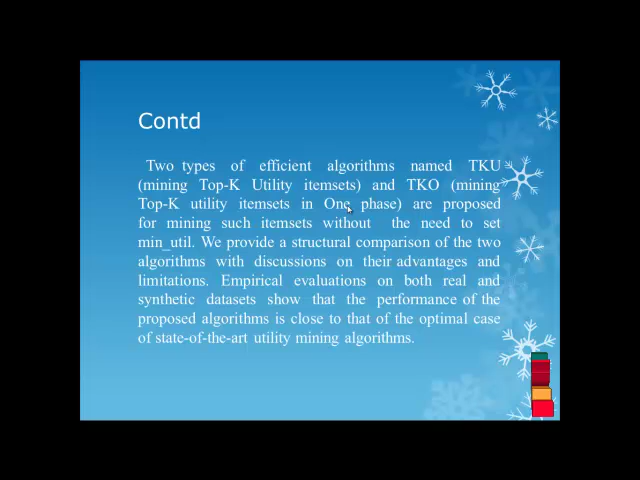 Contd
Two types of efficient algorithms named TKU
(mining Top-K Utility itemsets) and TKO (mining
Top-K utility itemsets in One phase) are proposed
for mining such itemsets without the need to set
min_util. We provide a structural comparison of the two
algorithms with discussions on their advantages and
limitations. Empirical evaluations on both real and
synthetic datasets show that the performance of the
proposed algorithms is close to that of the optimal case
of state-of-the-art utility mining algorithms.